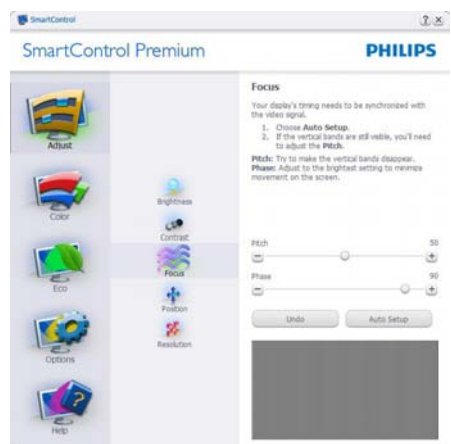 SmartControl
SmartControl Premium
PHILIPS
Adjust
Color
Eco
Options
Help
Brightness
Contrast
Focus
Position
Resolution
Focus
Your display's timing needs to be synchronized with
the video signal.
1. Choose Auto Setup.
2. If the vertical bands are still visible, you'll need
to adjust the Pitch.
Pitch: Try to make the vertical bands disappear.
Phase: Adjust to the brightest setting to minimize
movement on the screen.
Pitch 50
Phase 90
Undo
Auto Setup